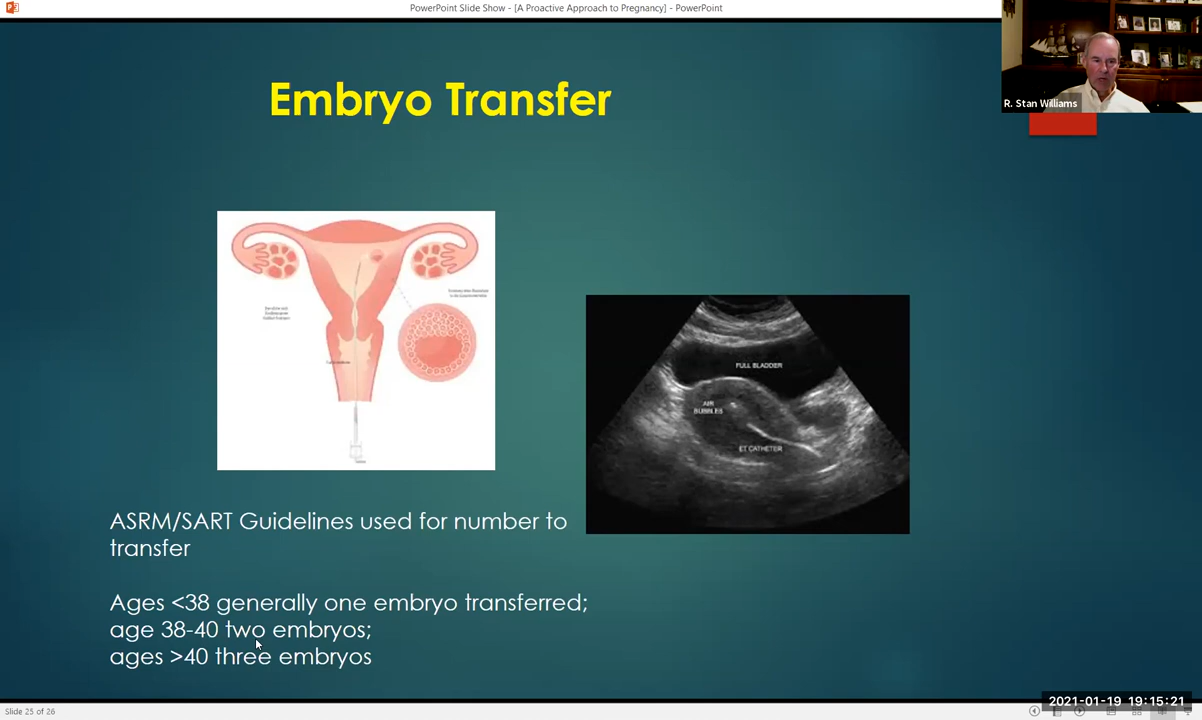 PowerPoint Slide Show - [A Proactive Approach to Pregnancy] - PowerPoint
R. Stan Williams
Embryo Transfer
FULL BLADDER
AIR
BUBBLES
ET CATHETER
ASRM/SART Guidelines used for number to
transfer
Ages <38 generally one embryo transferred;
age 38-40 two embryos;
ages >40 three embryos
2021-01-19 19:15:21
Slide 25 of 26